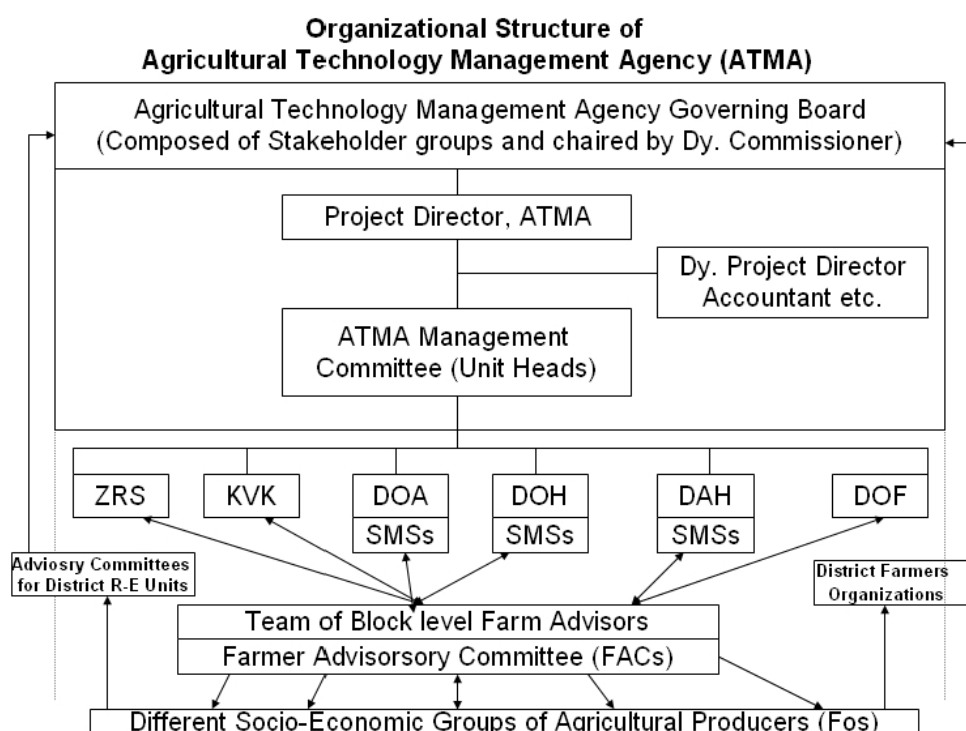 Organizational Structure of
Agricultural Technology Management Agency (ATMA)
Agricultural Technology Management Agency Governing Board
(Composed of Stakeholder groups and chaired by Dy. Commissioner)
Project Director, ATMA
Dy. Project Director
Accountant etc.
ATMA Management
Committee (Unit Heads)
ZRS
KVK
DOA
DOH
DAH
DOF
SMSs
SMSs
SMSs
Adviosry Committees
for District R-E Units
District Farmers
Organizations
Team of Block level Farm Advisors
Farmer Advisorsory Committee (FACs)
Different Socio-Economic Groups of Agricultural Producers (Fos)